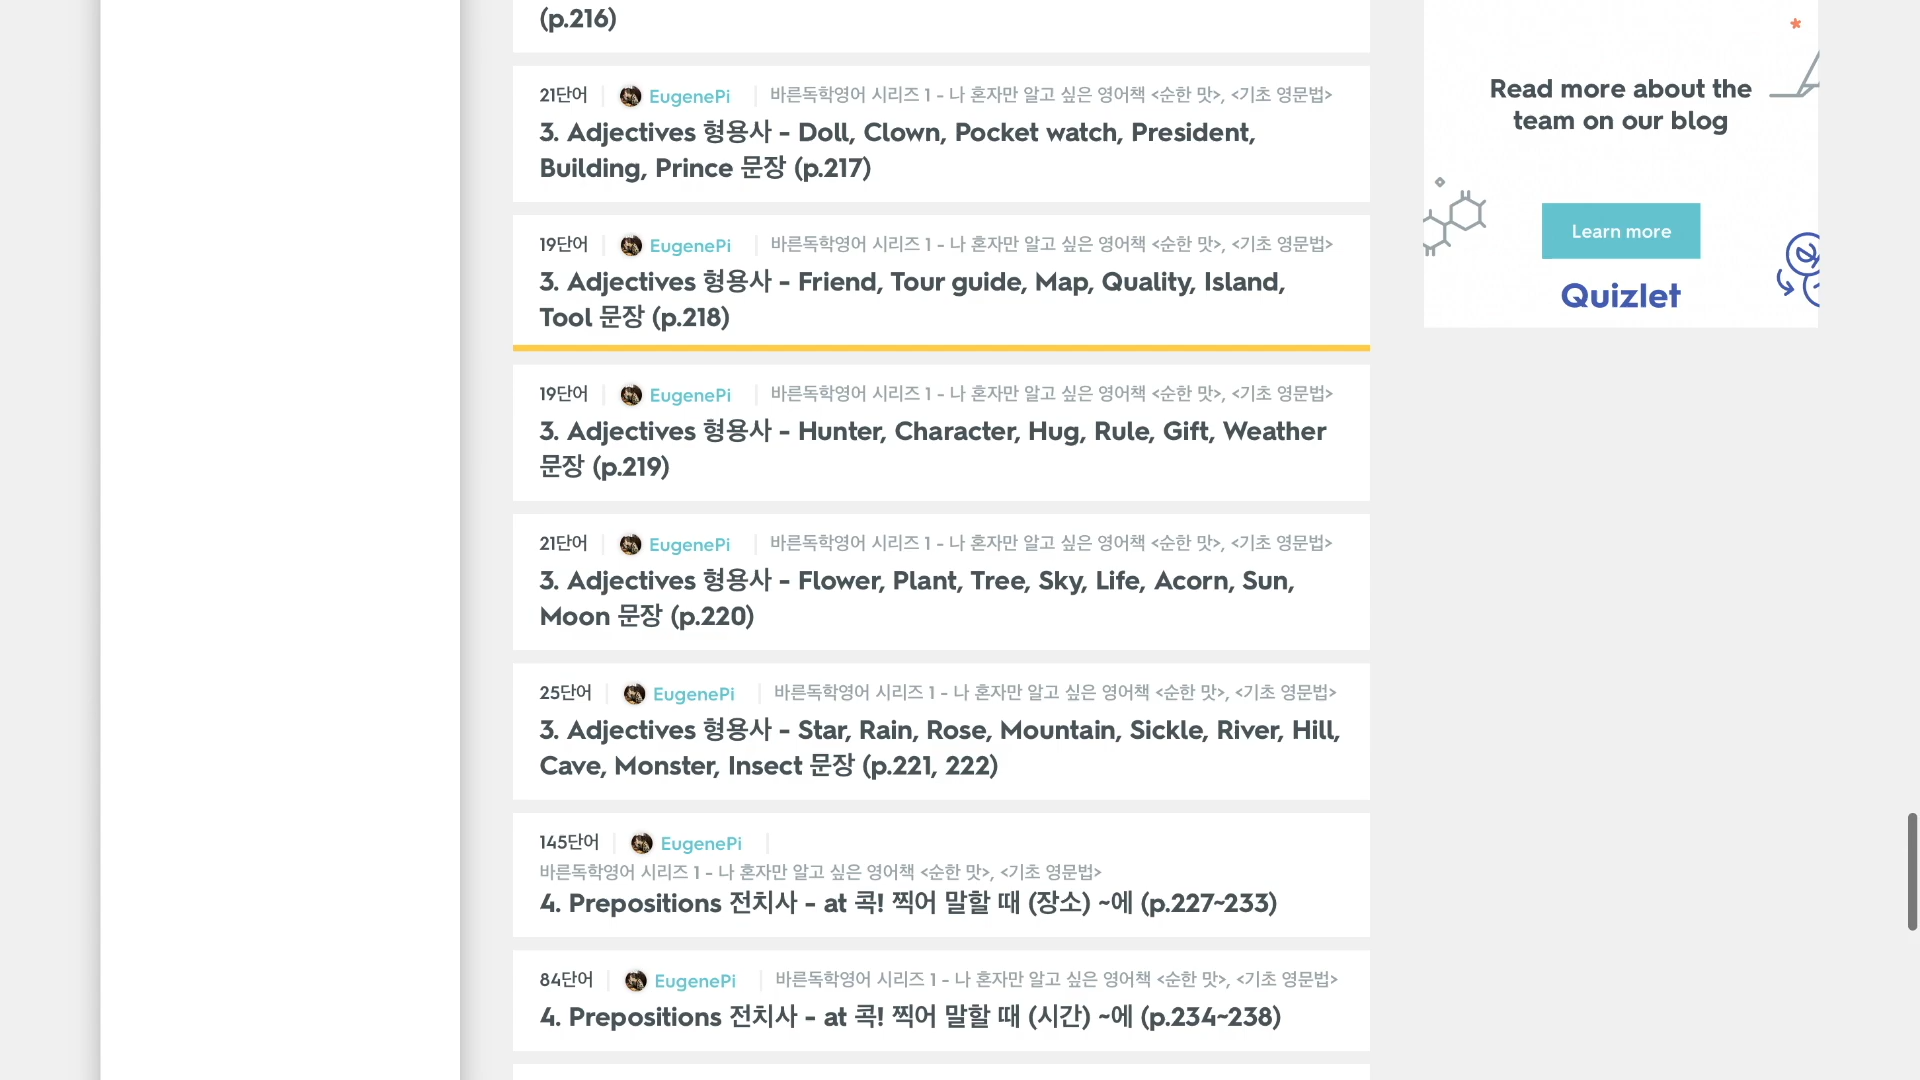 (p.216)
21단어 EugenePi 바른독학영어 시리즈 1 - 나 혼자만 알고 싶은 영어책 <순한 맛>, <기초 영문법>
3. Adjectives 형용사 - Doll, Clown, Pocket watch, President,
Building, Prince 문장 (p.217)
19단어 EugenePi 바른독학영어 시리즈 1 - 나 혼자만 알고 싶은 영어책 <순한 맛>, <기초 영문법>
3. Adjectives 형용사 - Friend, Tour guide, Map, Quality, Island,
Tool 문장 (p.218)
19단어 EugenePi 바른독학영어 시리즈 1 - 나 혼자만 알고 싶은 영어책 <순한 맛>, <기초 영문법>
3. Adjectives 형용사 - Hunter, Character, Hug, Rule, Gift, Weather
문장 (p.219)
21단어 EugenePi 바른독학영어 시리즈 1 - 나 혼자만 알고 싶은 영어책 <순한 맛>, <기초 영문법>
3. Adjectives 형용사 - Flower, Plant, Tree, Sky, Life, Acorn, Sun,
Moon 문장 (p.220)
25단어 EugenePi 바른독학영어 시리즈 1 - 나 혼자만 알고 싶은 영어책 <순한 맛>, <기초 영문법>
3. Adjectives 형용사 - Star, Rain, Rose, Mountain, Sickle, River, Hill,
Cave, Monster, Insect 문장 (p.221, 222)
145단어 EugenePi
바른독학영어 시리즈 1 - 나 혼자만 알고 싶은 영어책 <순한 맛>, <기초 영문법>
4. Prepositions 전치사 - at 콕! 찍어 말할 때 (장소) ~에 (p.227~233)
84단어 EugenePi 바른독학영어 시리즈 1 - 나 혼자만 알고 싶은 영어책 <순한 맛>, <기초 영문법>
4. Prepositions 전치사 - at 콕! 찍어 말할 때 (시간) ~에 (p.234~238)
Read more about the
team on our blog
Learn more
Quizlet